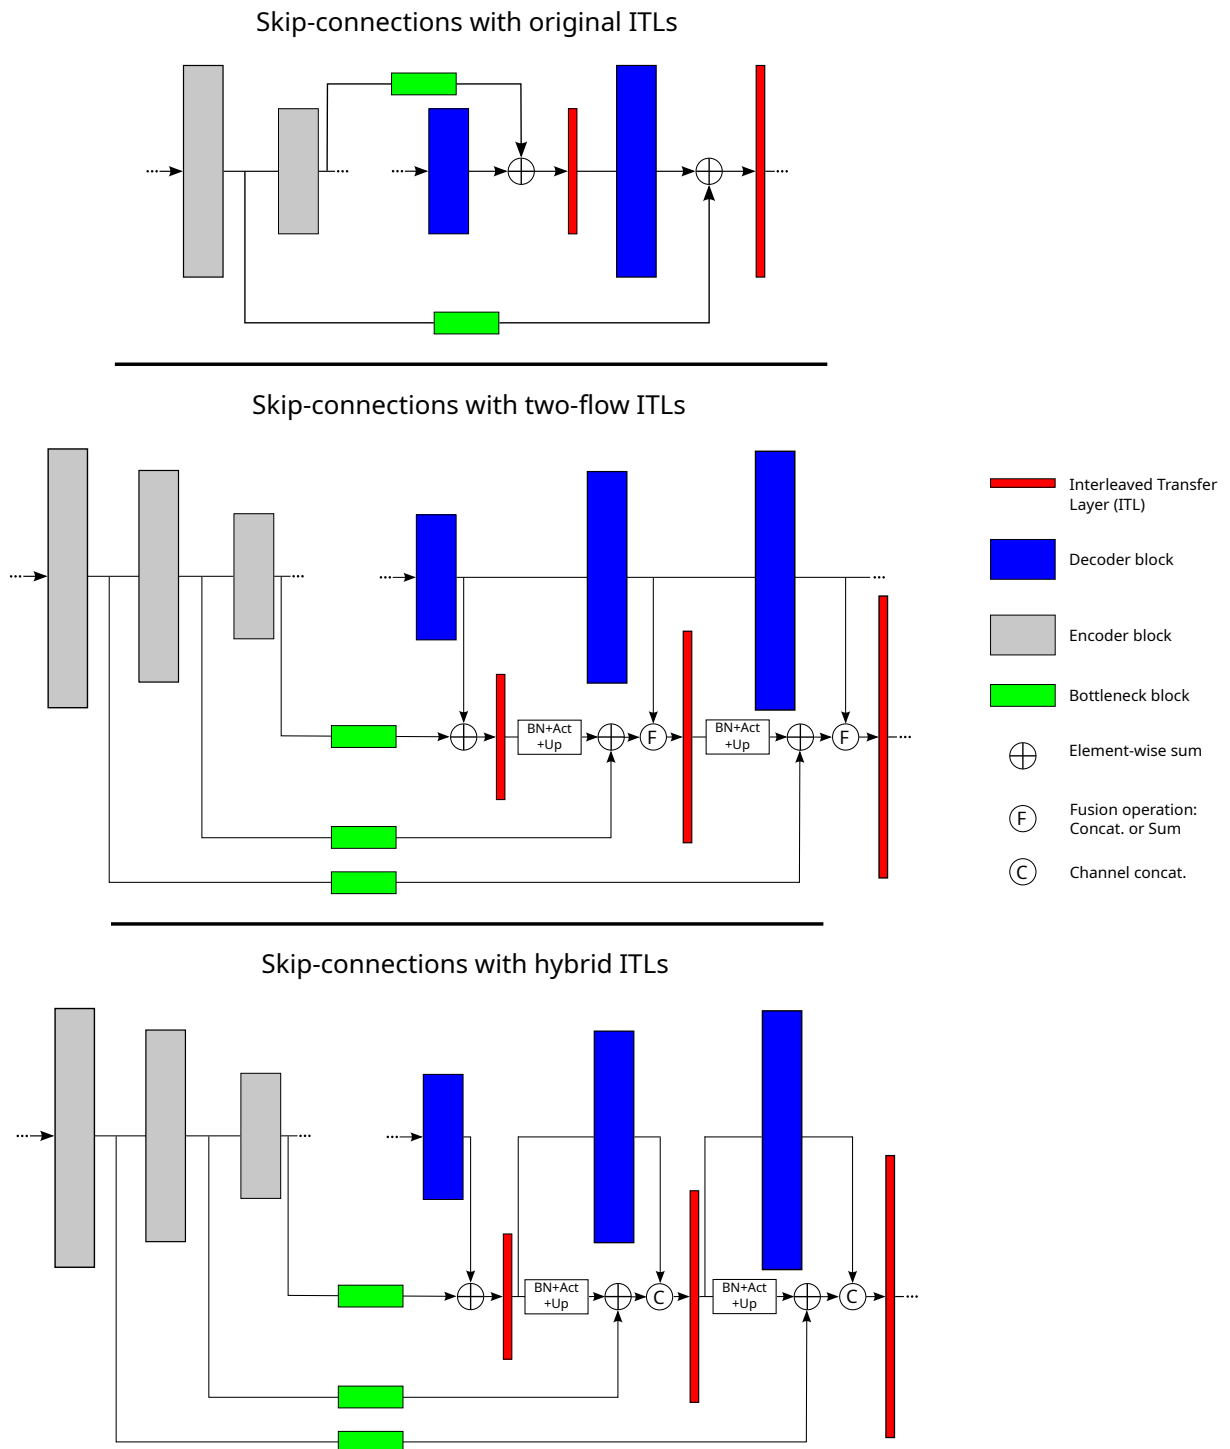 Skip-connections with original ITLs
Skip-connections with two-flow ITLs
BN+Act
+Up
F
BN+Act
+Up
F
Interleaved Transfer
Layer (ITL)
Decoder block
Encoder block
Bottleneck block
Element-wise sum
F
Fusion operation:
Concat. or Sum
C
Channel concat.
Skip-connections with hybrid ITLs
BN+Act
+Up
C
BN+Act
+Up
C